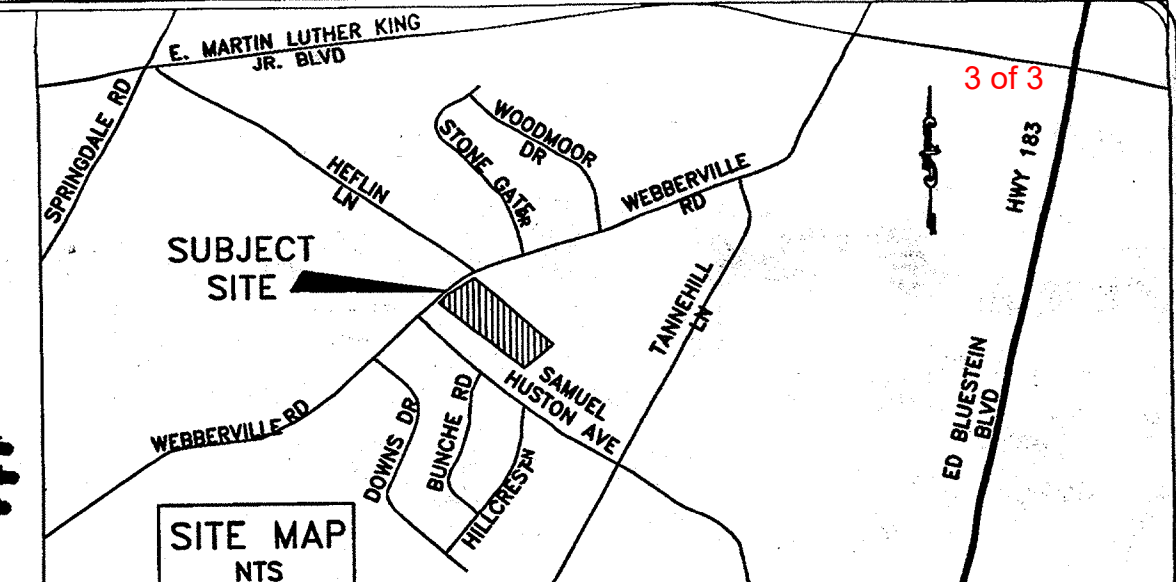 E. MARTIN LUTHER KING
JR. BLVD
3 of 3
SPRINGDALE RD
WOODMOOR
DR
STONE GATE
DR
HEFLIN
LN
WEBBERVILLE
RD
HWY 183
SUBJECT
SITE
TANNEHILL
LN
SAMUEL
HUSTON AVE
ED BLUESTEIN
BLVD
WEBBERVILLE RD
DOWNS DR
BUNCHE RD
HILLCREST LN
SITE MAP
NTS